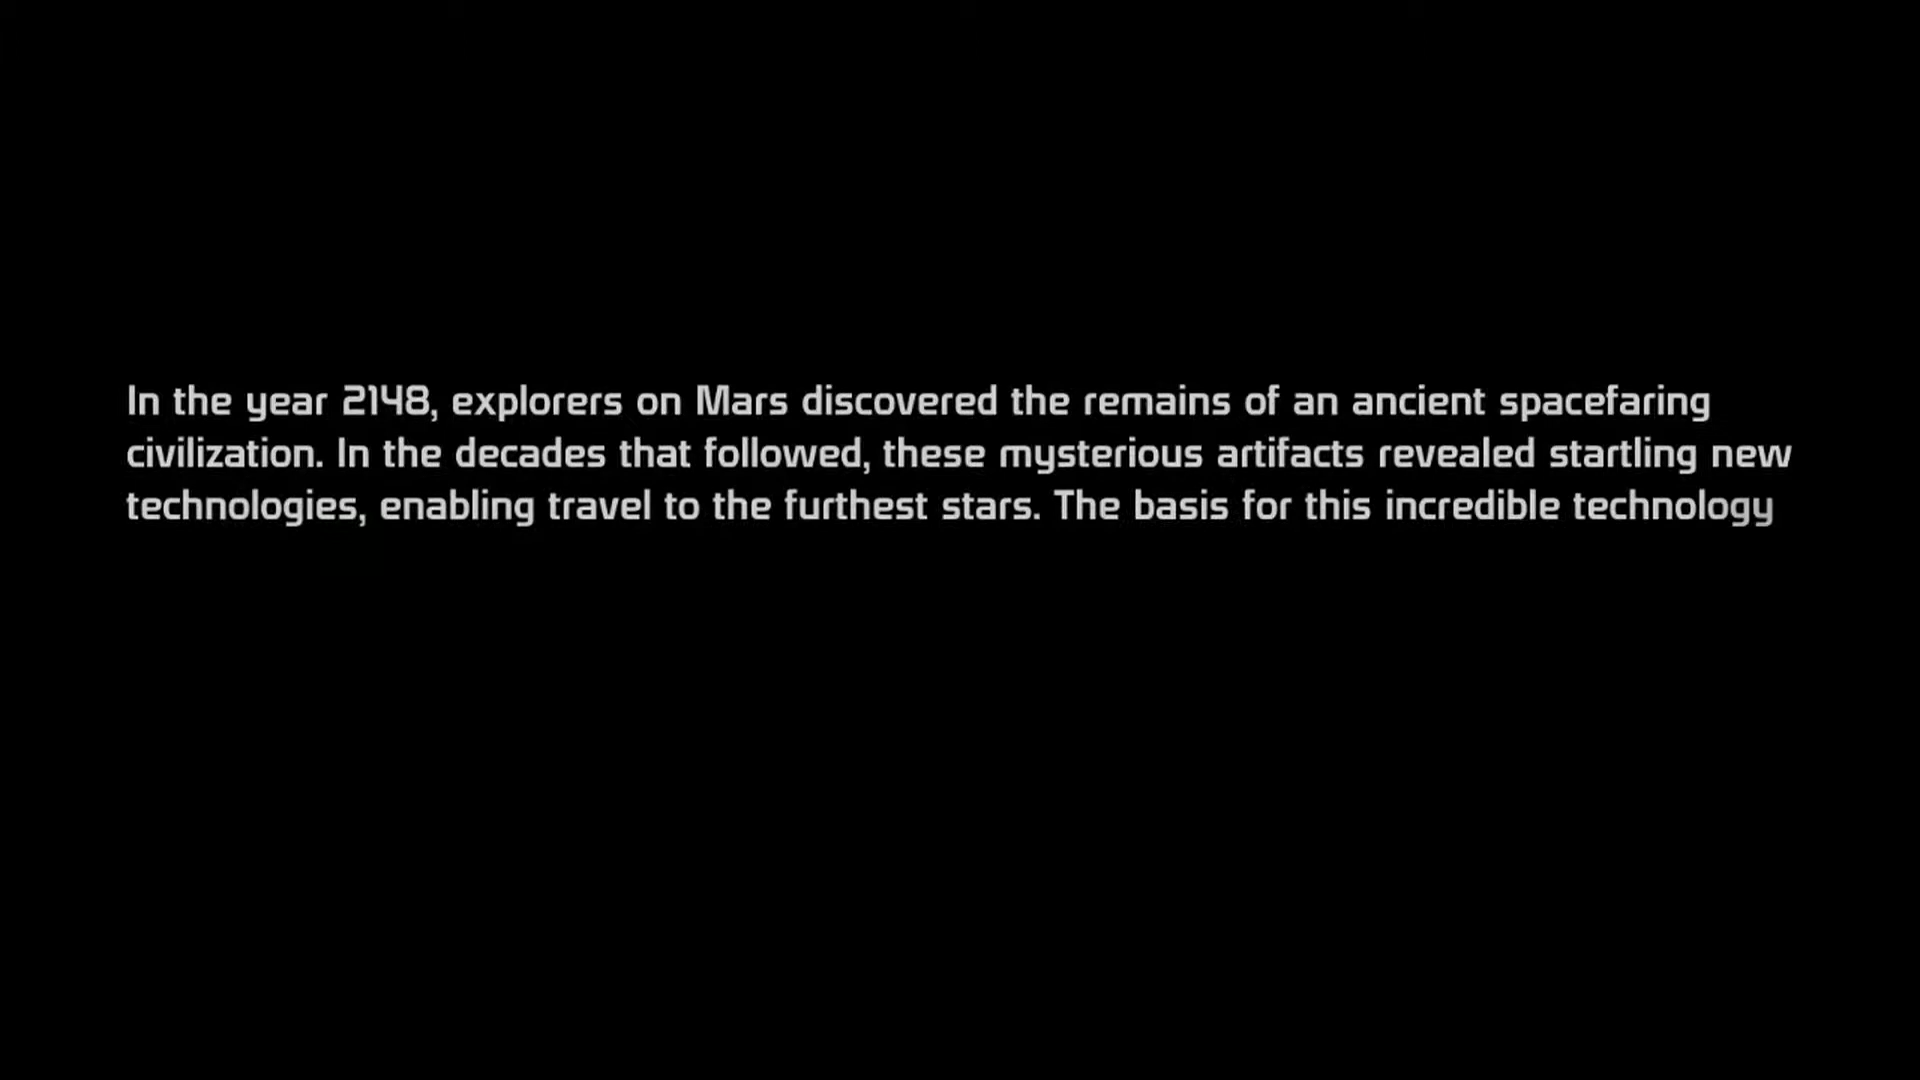 In the year 2148, explorers on Mars discovered the remains of an ancient spacefaring
civilization. In the decades that followed, these mysterious artifacts revealed startling new
technologies, enabling travel to the furthest stars. The basis for this incredible technology